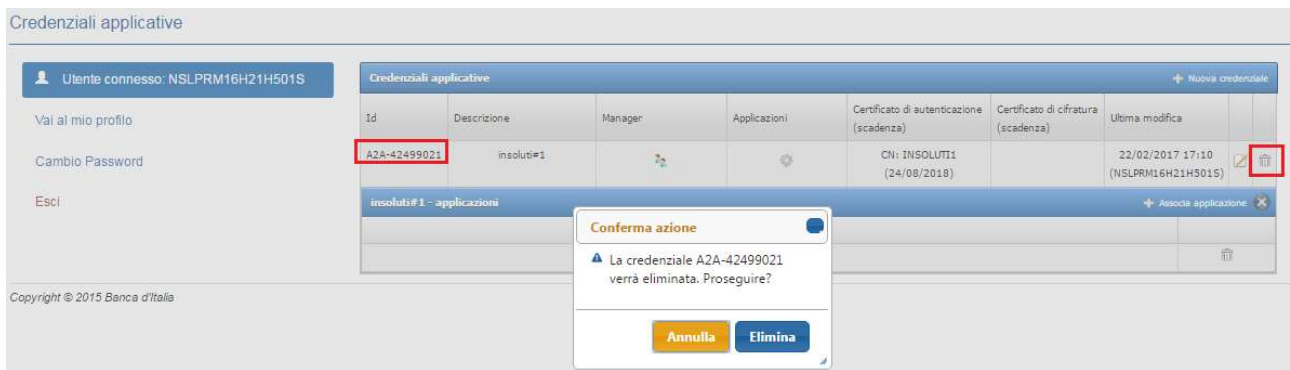 Credenziali applicative
Utente connesso: NSLPRM16H21H501S
Vai al mio profilo
Cambio Password
Esci
Credenziali applicative
Nuova credenziale
Id
Descrizione
Manager
Applicazioni
Certificato di autenticazione
(scadenza)
Certificato di cifratura
(scadenza)
Ultima modifica
A2A-42499021
insoluti#1
CN: INSOLUTI1
(24/08/2018)
22/02/2017 17:10
(NSLPRM16H21H501S)
insoluti#1 - applicazioni
Associa applicazione
Conferma azione
La credenziale A2A-42499021
verrà eliminata. Proseguire?
Annulla
Elimina
Copyright © 2015 Banca d'Italia